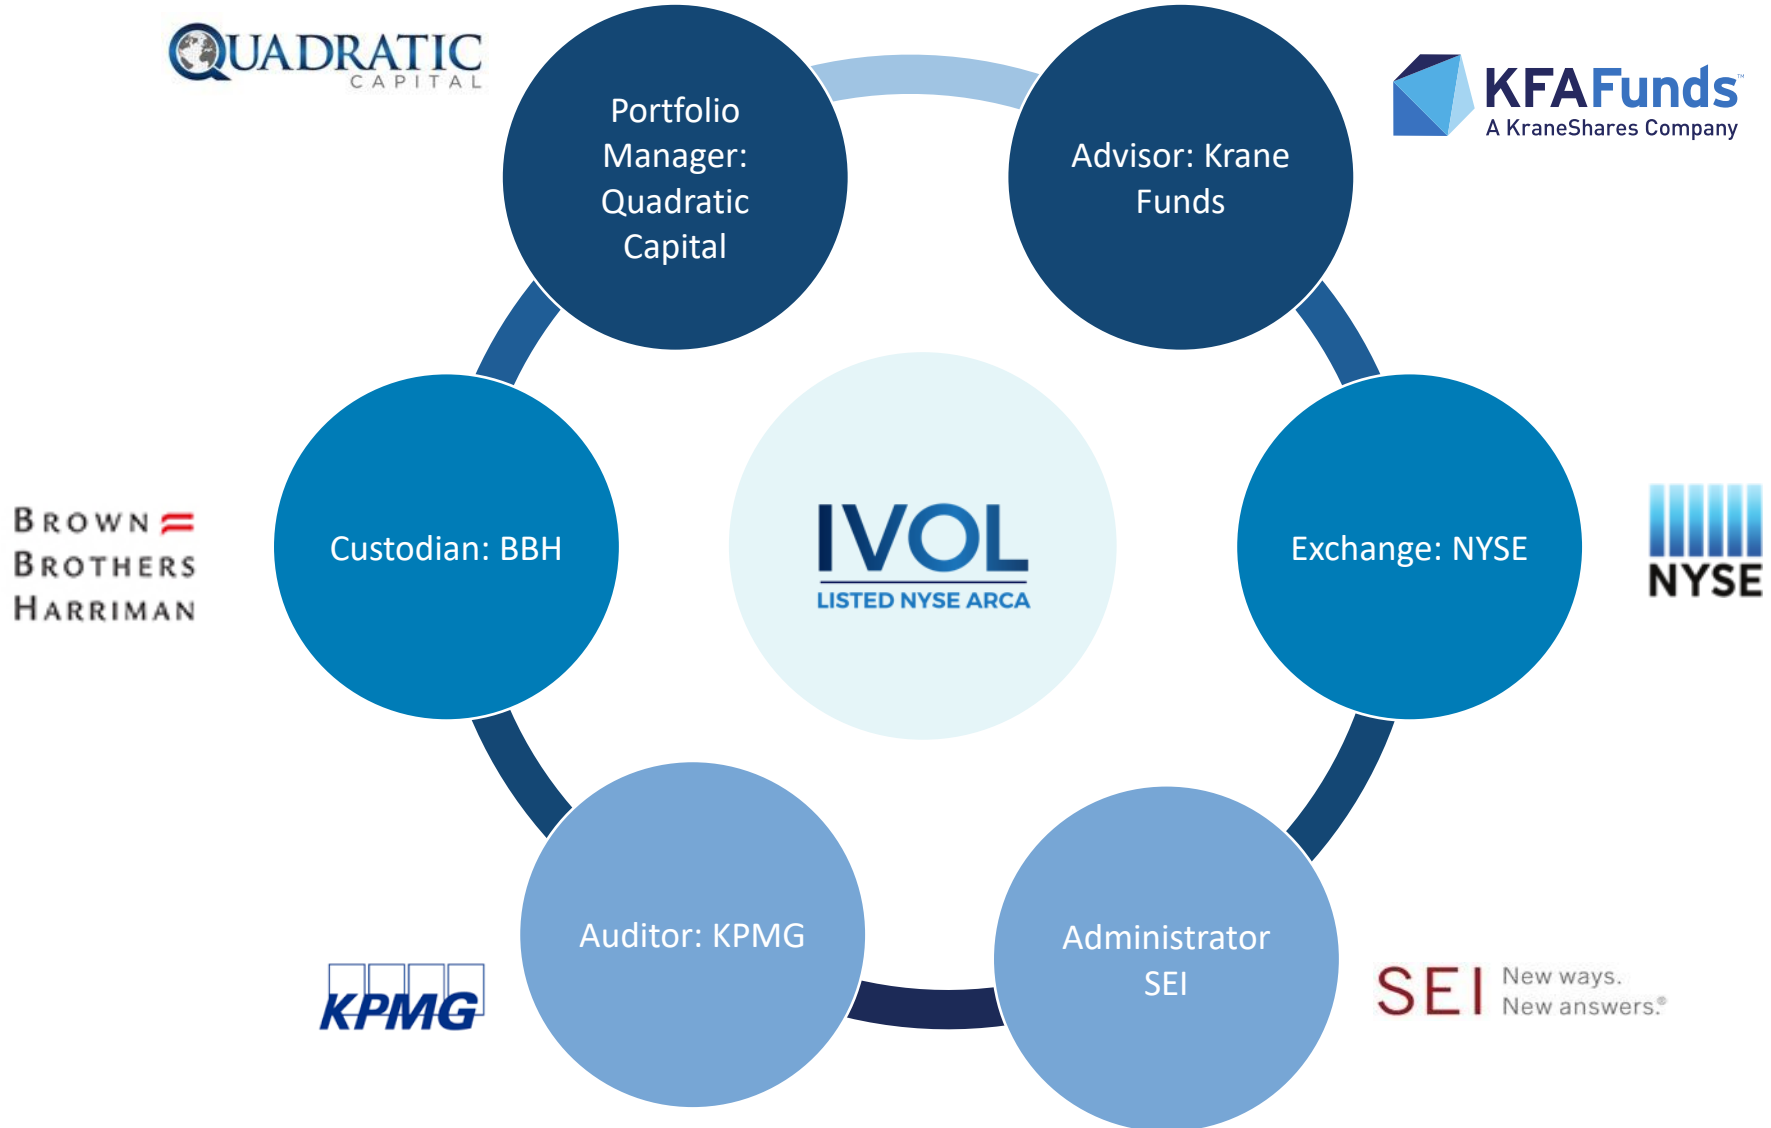 QUADRATIC
CAPITAL
Portfolio
Manager:
Quadratic
Capital
Advisor: Krane
Funds
KFAFunds™
A KraneShares Company
BROWN
BROTHERS
HARRIMAN
Custodian: BBH
IVOL
LISTED NYSE ARCA
Exchange: NYSE
NYSE
KPMG
Auditor: KPMG
Administrator
SEI
SEI
New ways.
New answers.®